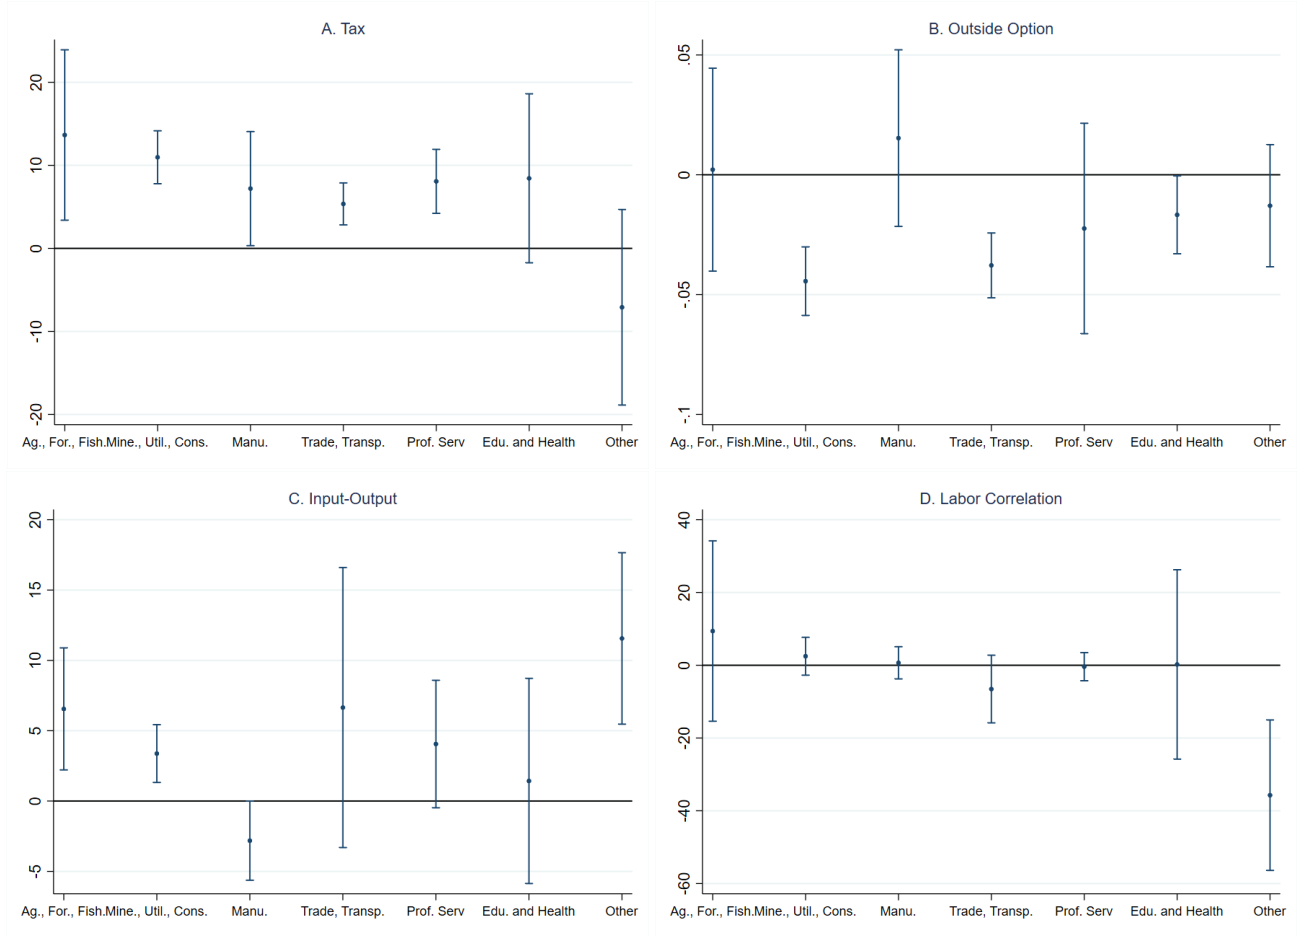 A. Tax
20
10
0
-10
-20
Ag., For., Fish.Mine., Util., Cons. Manu. Trade, Transp. Prof. Serv Edu. and Health Other
B. Outside Option
.05
0
-.05
-.1
Ag., For., Fish.Mine., Util., Cons. Manu. Trade, Transp. Prof. Serv Edu. and Health Other
C. Input-Output
20
15
10
5
0
-5
Ag., For., Fish.Mine., Util., Cons. Manu. Trade, Transp. Prof. Serv Edu. and Health Other
D. Labor Correlation
40
20
0
-20
-40
-60
Ag., For., Fish.Mine., Util., Cons. Manu. Trade, Transp. Prof. Serv Edu. and Health Other